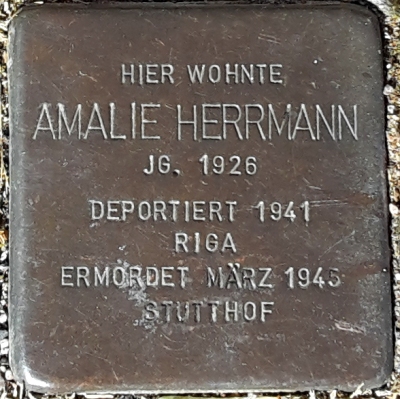 HIER WOHNTE
AMALIE HERRMANN
JG. 1926
DEPORTIERT 1941
RIGA
ERMORDET MÄRZ 1945
STUTTHOF